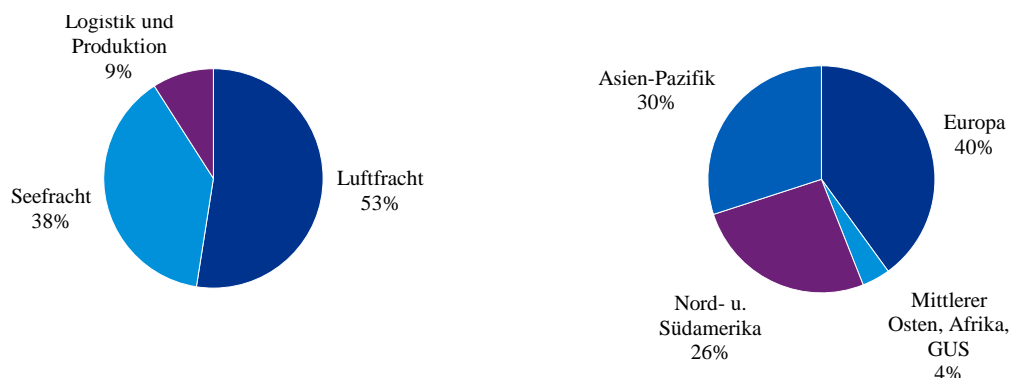 Logistik und
Produktion
9%
Luftfracht
53%
Seefracht
38%
Asien-Pazifik
30%
Europa
40%
Nord- u.
Südamerika
26%
Mittlerer
Osten, Afrika,
GUS
4%